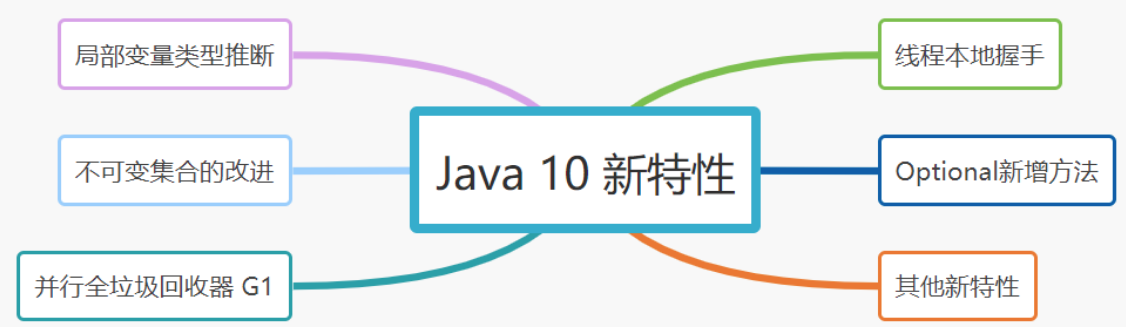 Java 10 新特性
局部变量类型推断
不可变集合的改进
并行全垃圾回收器 G1
线程本地握手
Optional新增方法
其他新特性